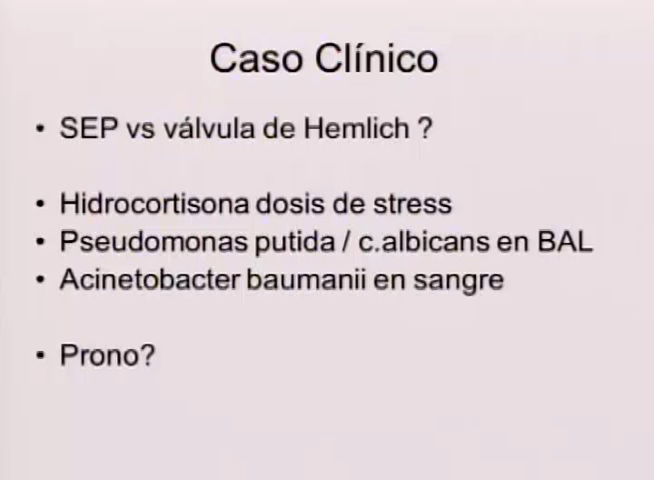 Caso Clínico
• SEP vs válvula de Hemlich ?
• Hidrocortisona dosis de stress
• Pseudomonas putida / c.albicans en BAL
• Acinetobacter baumanii en sangre
• Prono?